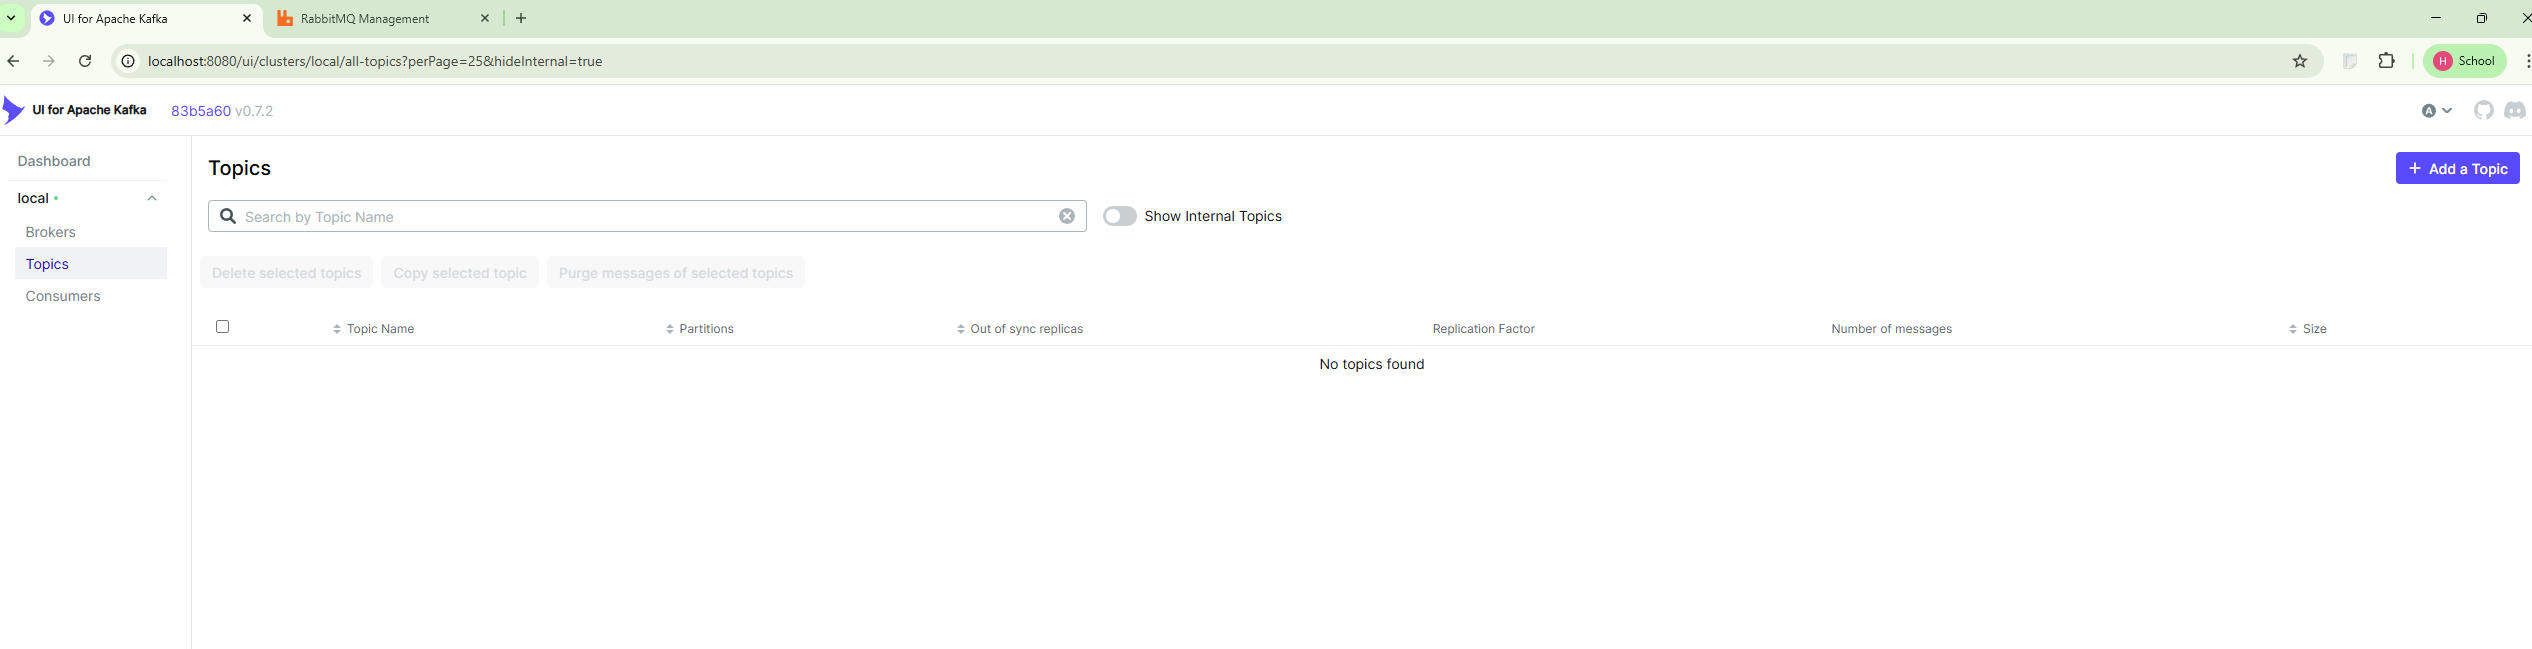 UI for Apache Kafka
RabbitMQ Management
localhost:8080/ui/clusters/local/all-topics?perPage=25&hideInternal=true
H School
UI for Apache Kafka 83b5a60 v0.7.2
A
Dashboard
local
Brokers
Topics
Consumers
Topics
Add a Topic
Search by Topic Name
Show Internal Topics
Delete selected topics Copy selected topic Purge messages of selected topics
Topic Name Partitions Out of sync replicas Replication Factor Number of messages Size
No topics found